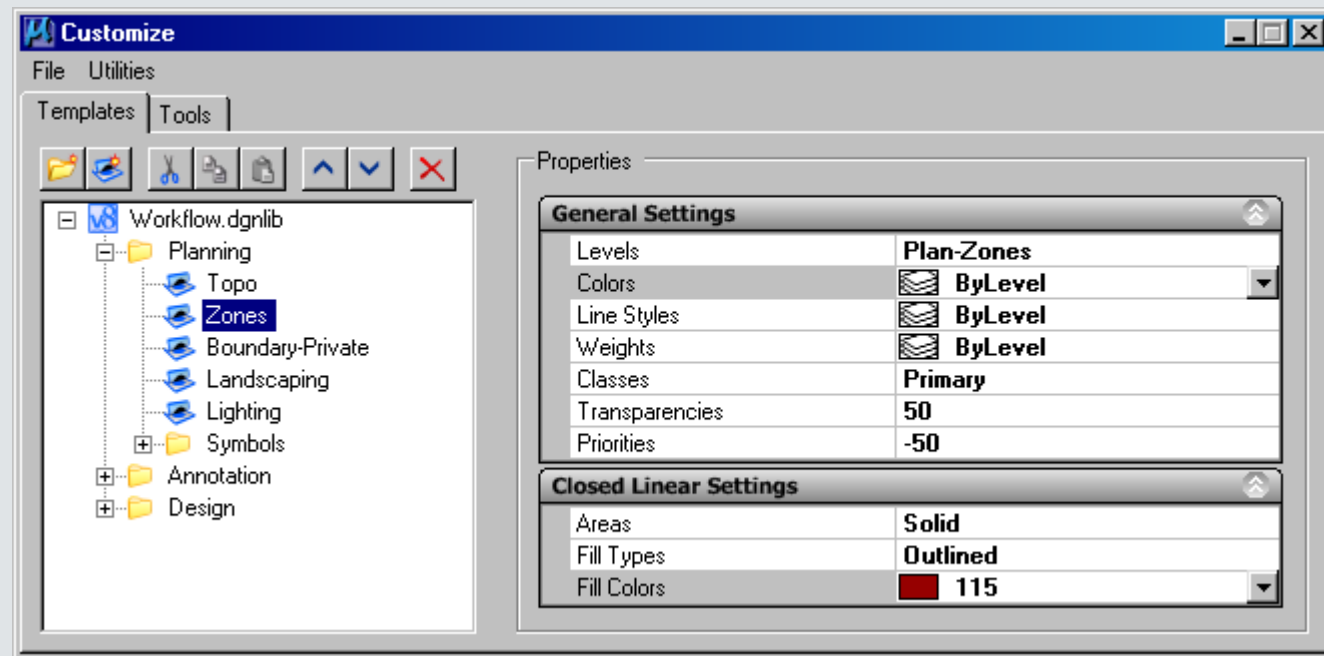 Customize
File Utilities
Templates Tools
v8 Workflow.dgnlib
Planning
Topo
Zones
Boundary-Private
Landscaping
Lighting
Symbols
Annotation
Design
Properties
General Settings
Levels Plan-Zones
Colors ByLevel
Line Styles ByLevel
Weights ByLevel
Classes Primary
Transparencies 50
Priorities -50
Closed Linear Settings
Areas Solid
Fill Types Outlined
Fill Colors 115